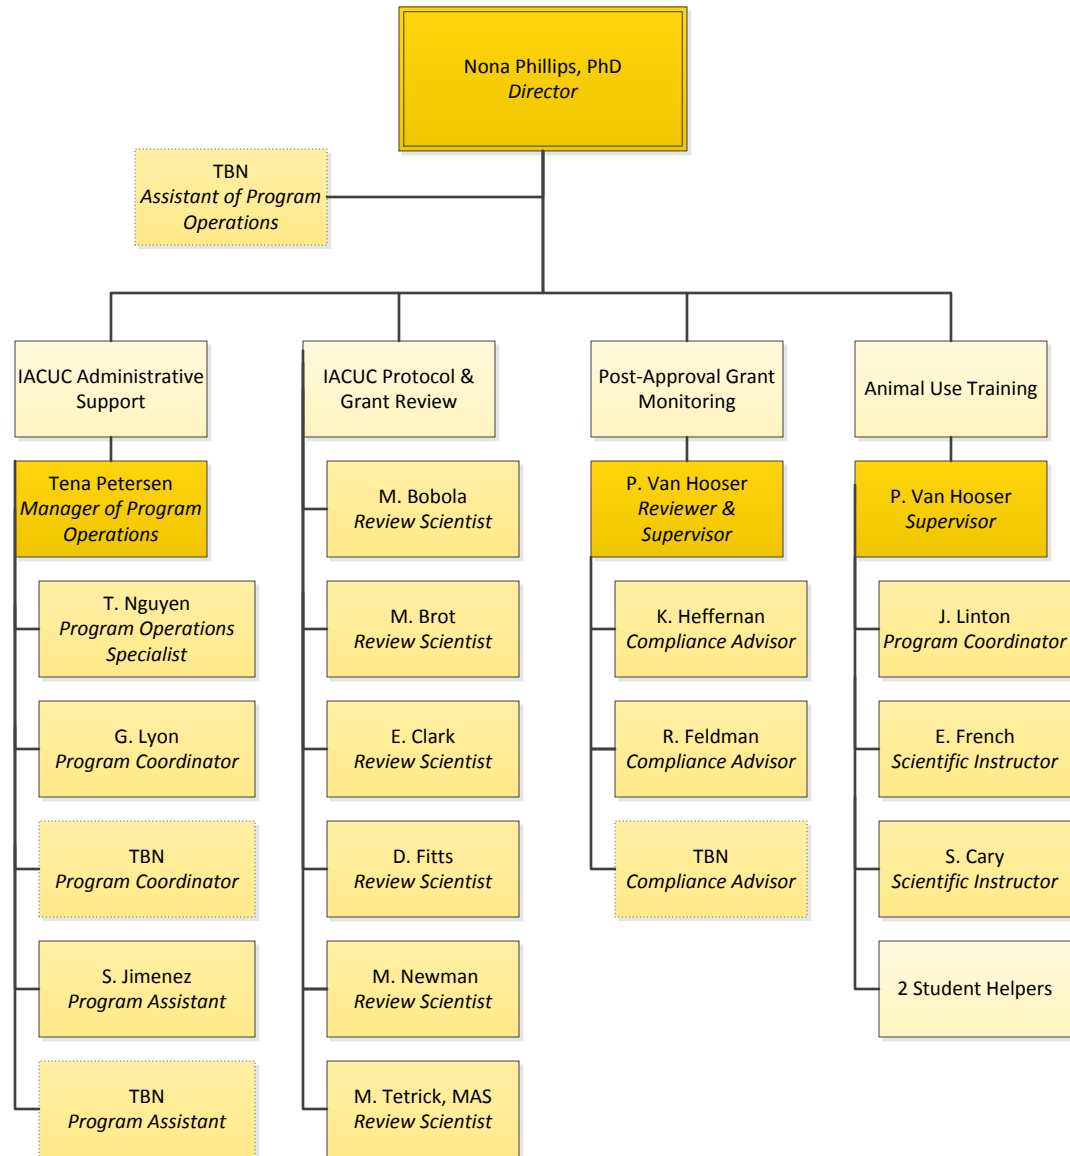 Nona Phillips, PhD
Director
TBN
Assistant of Program
Operations
IACUC Administrative
Support
Tena Petersen
Manager of Program
Operations
T. Nguyen
Program Operations
Specialist
G. Lyon
Program Coordinator
TBN
Program Coordinator
S. Jimenez
Program Assistant
TBN
Program Assistant
IACUC Protocol &
Grant Review
M. Bobola
Review Scientist
M. Brot
Review Scientist
E. Clark
Review Scientist
D. Fitts
Review Scientist
M. Newman
Review Scientist
M. Tetrick, MAS
Review Scientist
Post-Approval Grant
Monitoring
P. Van Hooser
Reviewer &
Supervisor
K. Heffernan
Compliance Advisor
R. Feldman
Compliance Advisor
TBN
Compliance Advisor
Animal Use Training
P. Van Hooser
Supervisor
J. Linton
Program Coordinator
E. French
Scientific Instructor
S. Cary
Scientific Instructor
2 Student Helpers